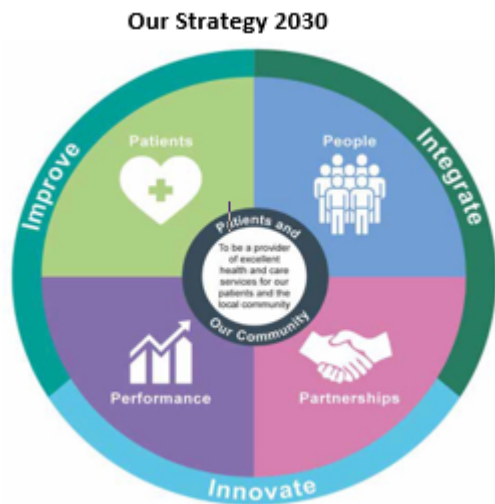 Our Strategy 2030
Improve
Integrate
Patients
People
Patients and
To be a provider
of excellent
health and care
services for our
patients and the
local community
Our Community
Performance
Partnerships
Innovate